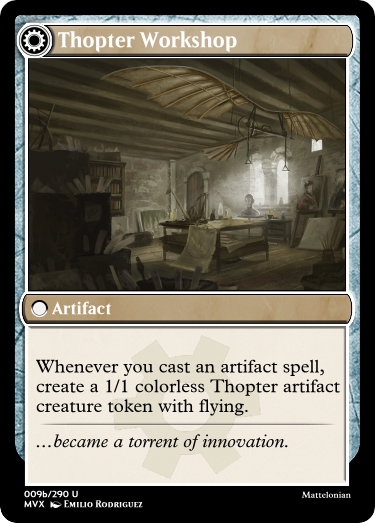 Thopter Workshop
Artifact
Whenever you cast an artifact spell,
create a 1/1 colorless Thopter artifact
creature token with flying.
…became a torrent of innovation.
009b/290 U
MVX Emilio Rodriguez
Mattelonian